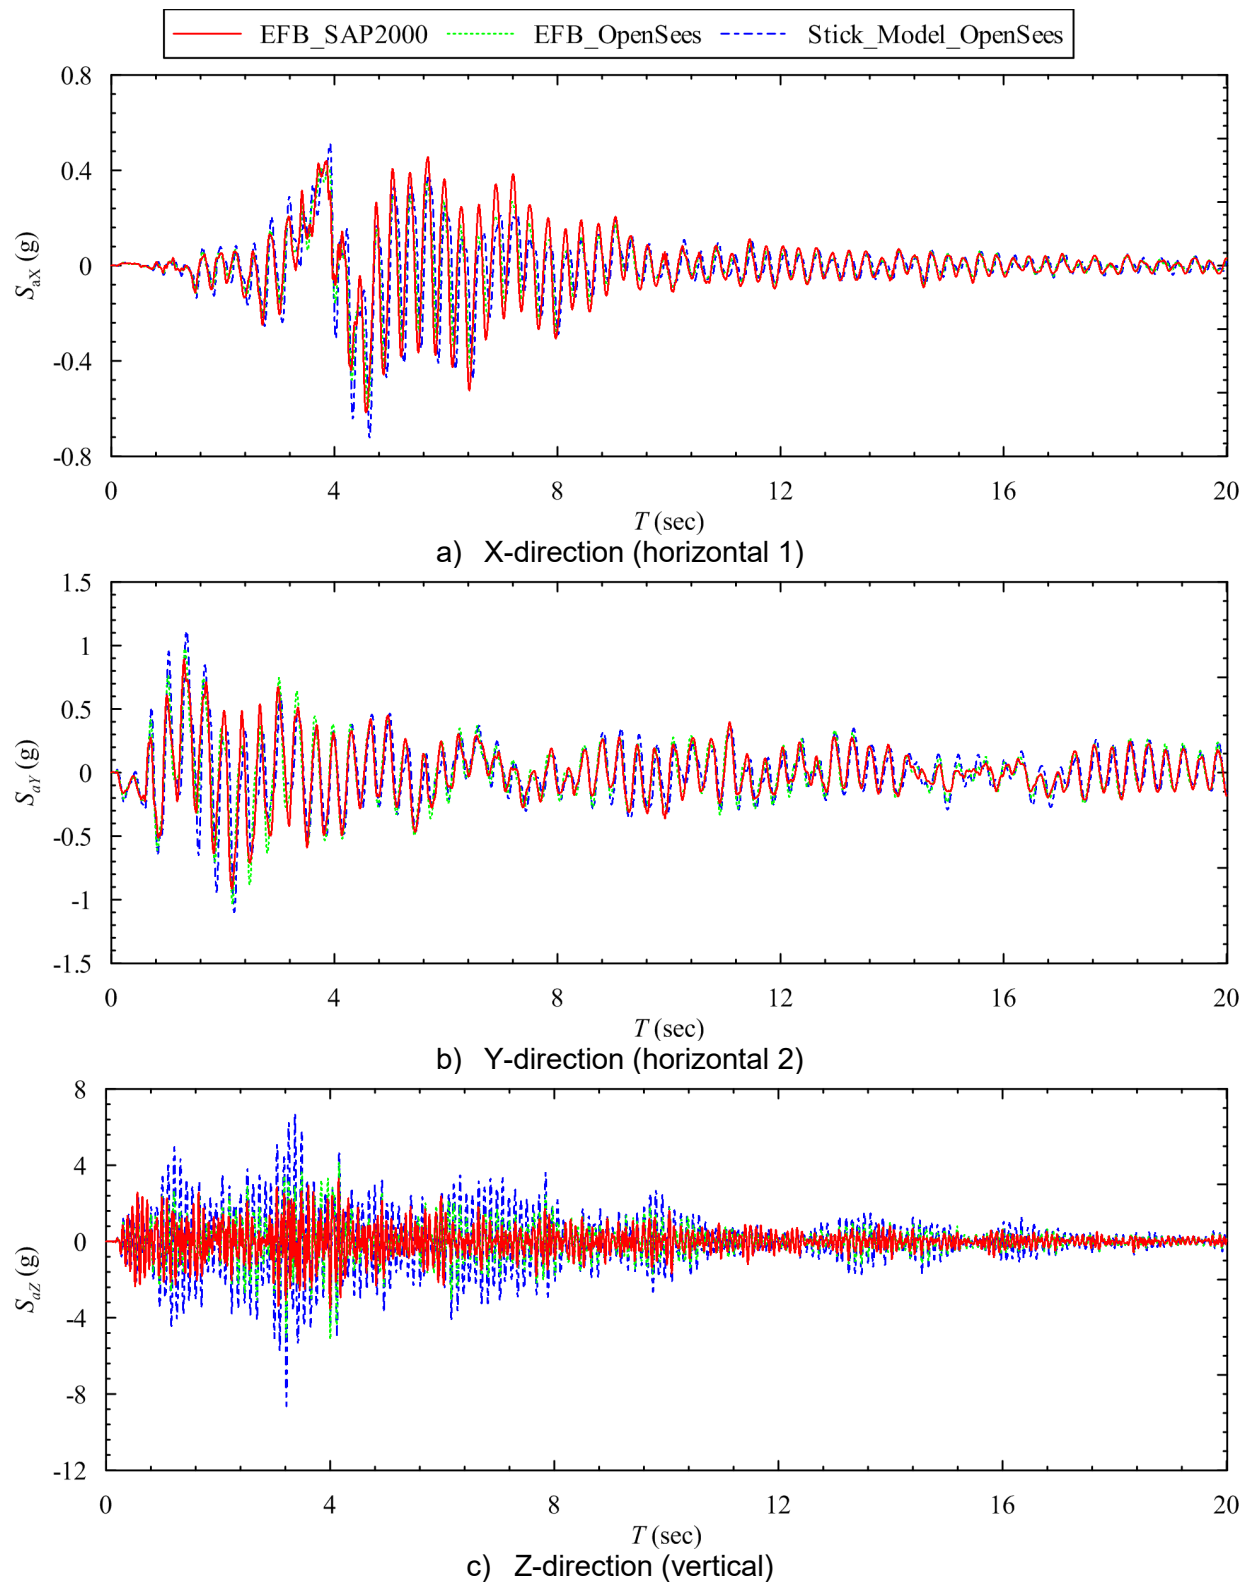 EFB_SAP2000 EFB_OpenSees Stick_Model_OpenSees
0.8
0.4
0
-0.4
-0.8
SaX (g)
0 4 8 12 16 20
T (sec)
a) X-direction (horizontal 1)
1.5
1
0.5
0
-0.5
-1
-1.5
SaY (g)
0 4 8 12 16 20
T (sec)
b) Y-direction (horizontal 2)
8
4
0
-4
-8
-12
SaZ (g)
0 4 8 12 16 20
T (sec)
c) Z-direction (vertical)